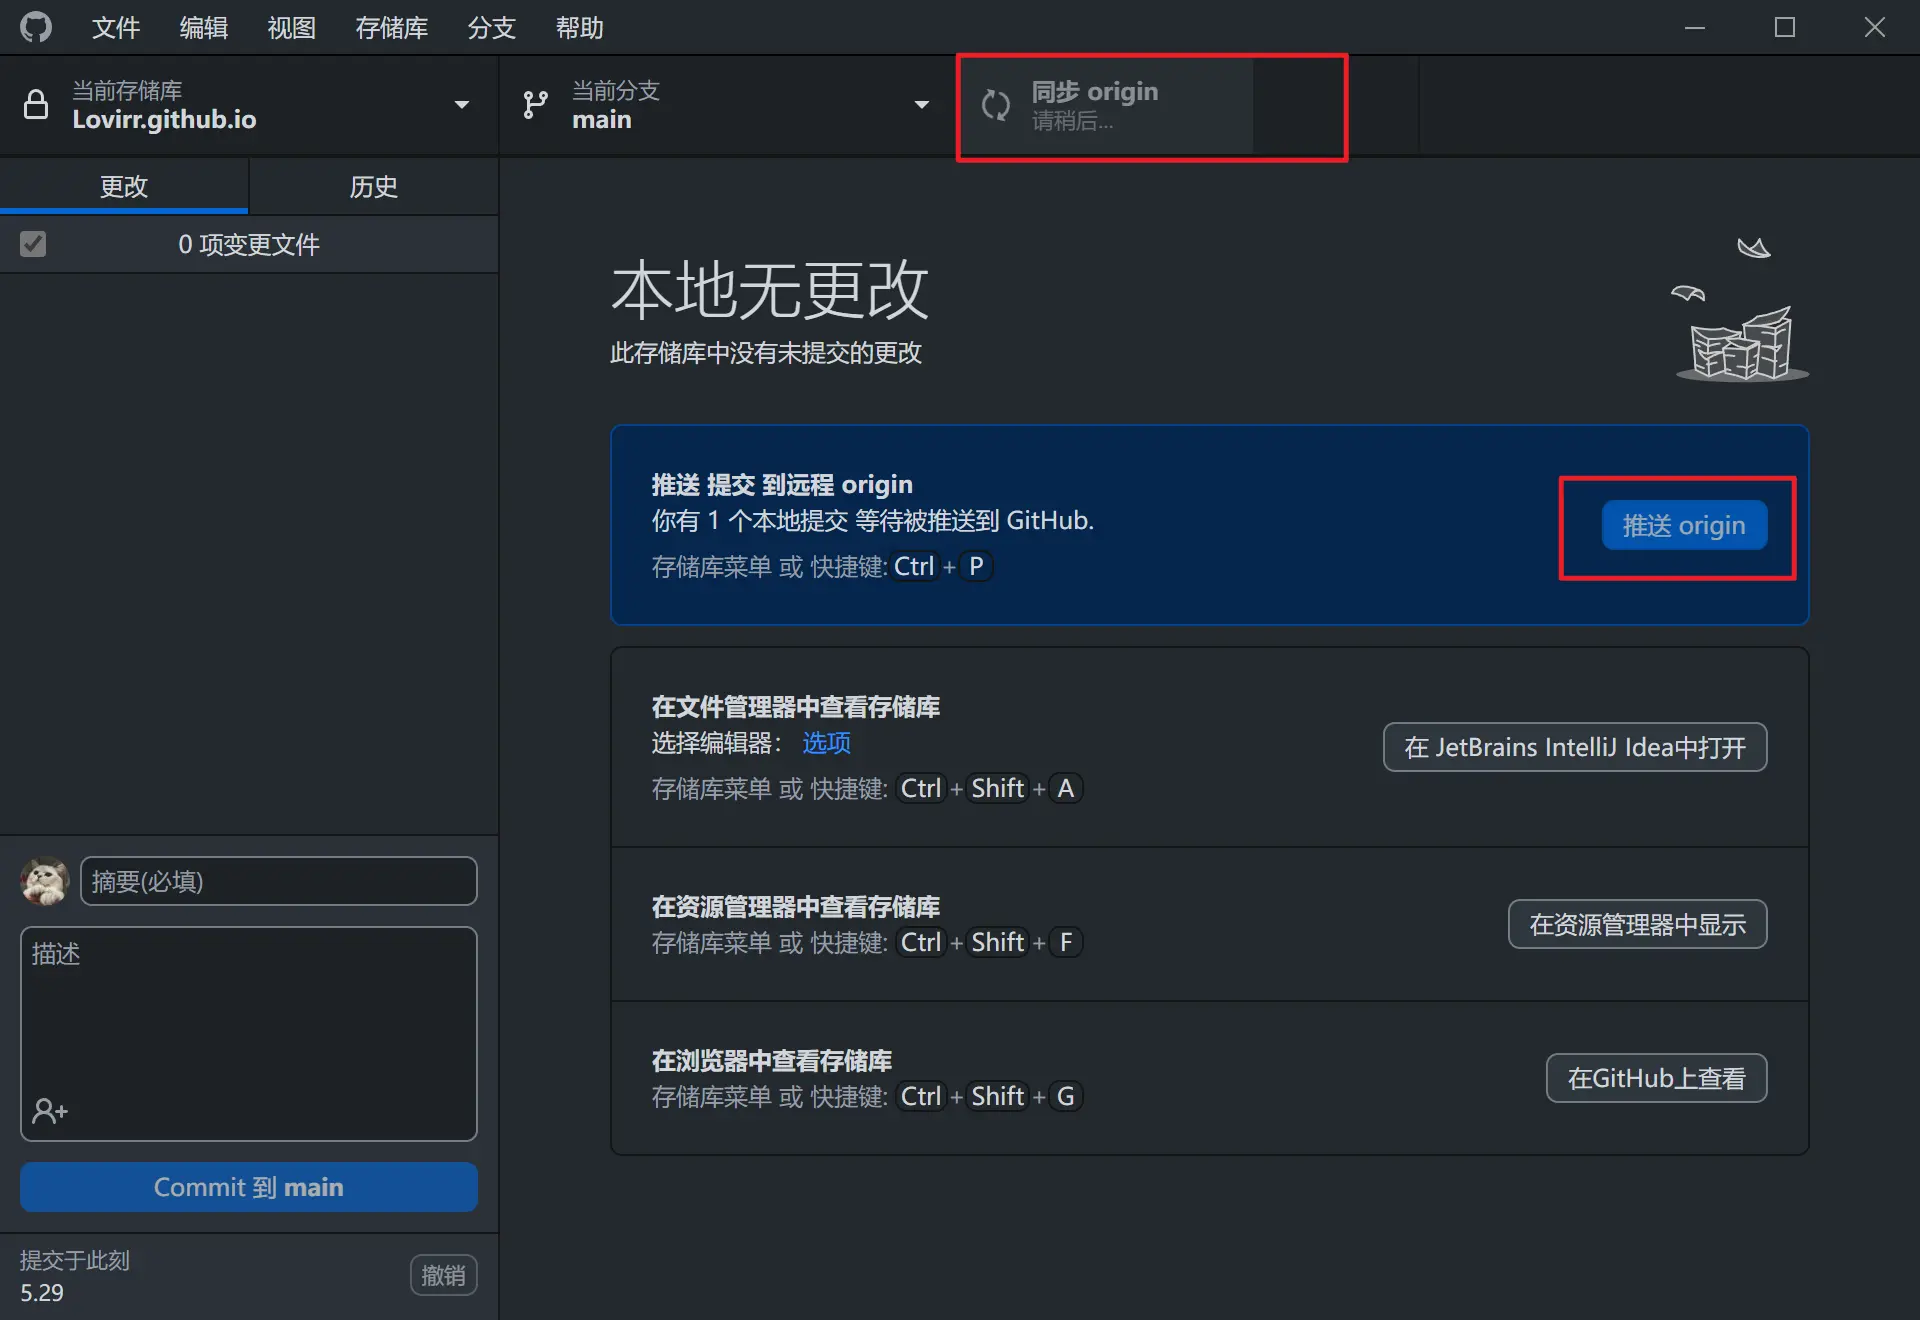 文件 编辑 视图 存储库 分支 帮助
当前存储库
Lovirr.github.io
当前分支
main
同步 origin
请稍后...
更改
历史
0 项变更文件
本地无更改
此存储库中没有未提交的更改
推送 提交 到远程 origin
你有 1 个本地提交 等待被推送到 GitHub.
存储库菜单 或 快捷键: Ctrl + P
推送 origin
在文件管理器中查看存储库
选择编辑器： 选项
存储库菜单 或 快捷键: Ctrl + Shift + A
在 JetBrains IntelliJ Idea中打开
在资源管理器中查看存储库
存储库菜单 或 快捷键: Ctrl + Shift + F
在资源管理器中显示
在浏览器中查看存储库
存储库菜单 或 快捷键: Ctrl + Shift + G
在GitHub上查看
摘要(必填)
描述
Commit 到 main
提交于此刻
5.29
撤销